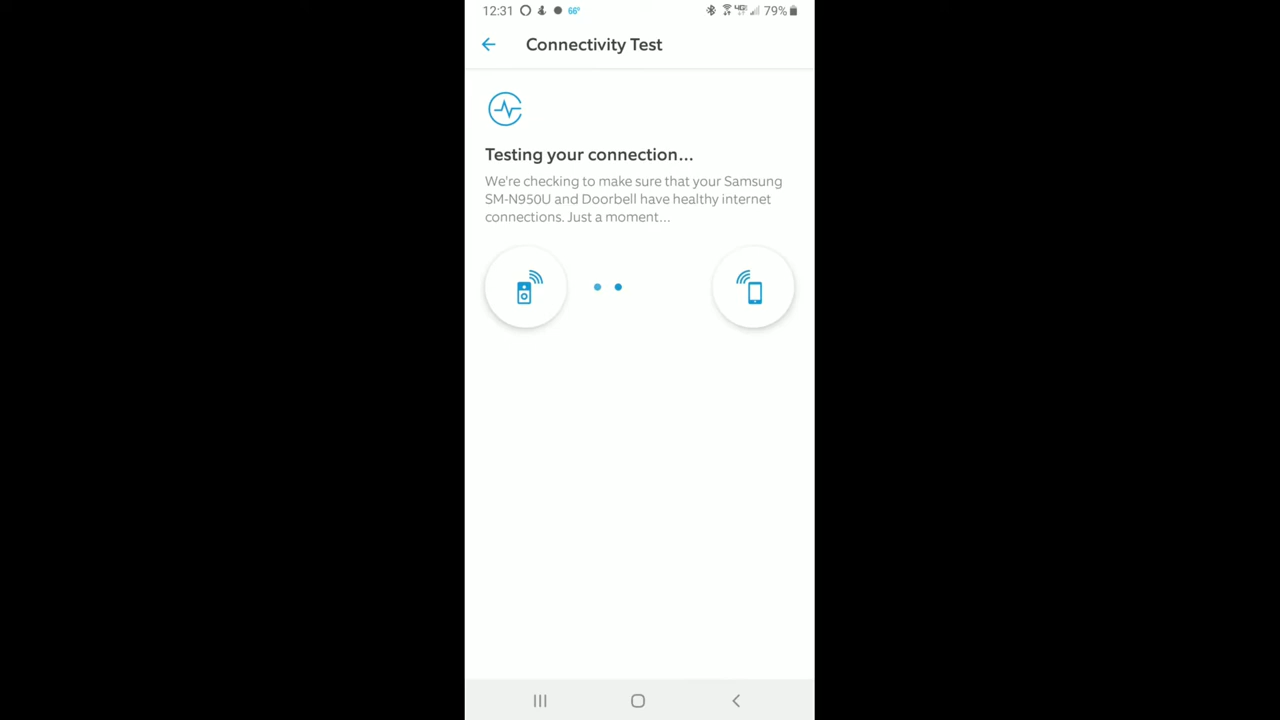 12:31 66° 79%
Connectivity Test
Testing your connection...
We're checking to make sure that your Samsung
SM-N950U and Doorbell have healthy internet
connections. Just a moment...